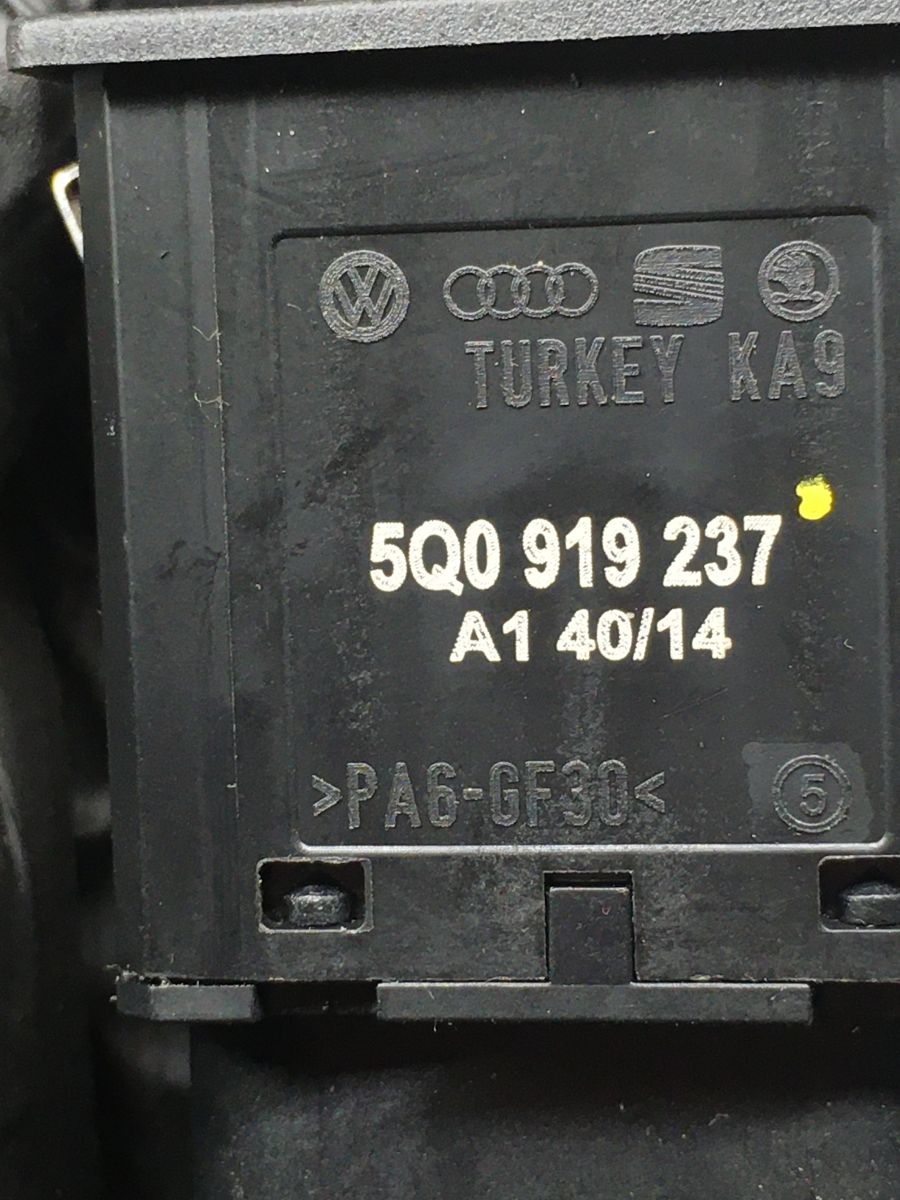 TURKEY KA9
5Q0 919 237
A1 40/14
>PA6-GF30<
5